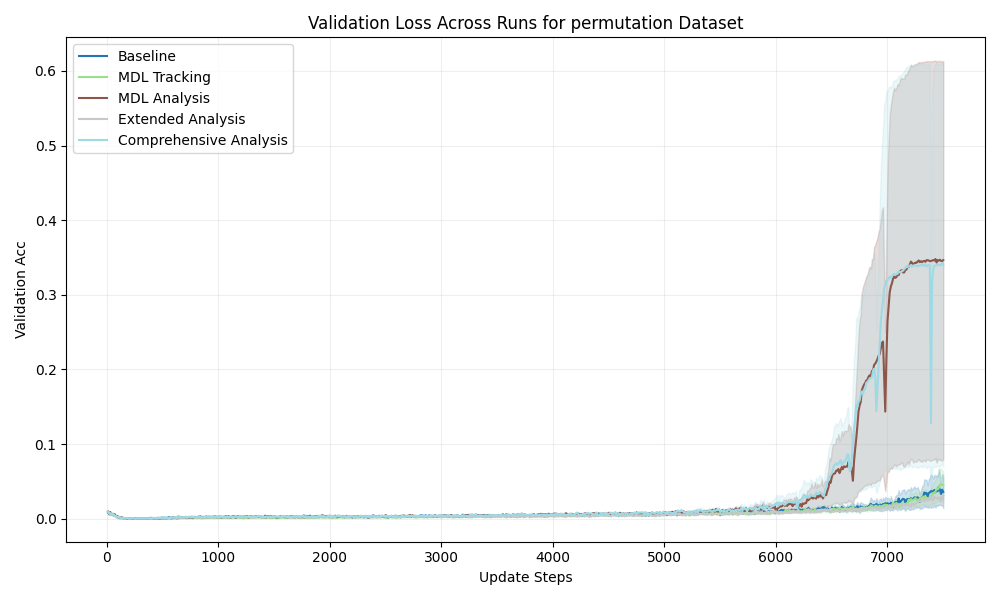 Validation Loss Across Runs for permutation Dataset
Baseline
MDL Tracking
MDL Analysis
Extended Analysis
Comprehensive Analysis
Validation Acc
0.6
0.5
0.4
0.3
0.2
0.1
0.0
0 1000 2000 3000 4000 5000 6000 7000
Update Steps